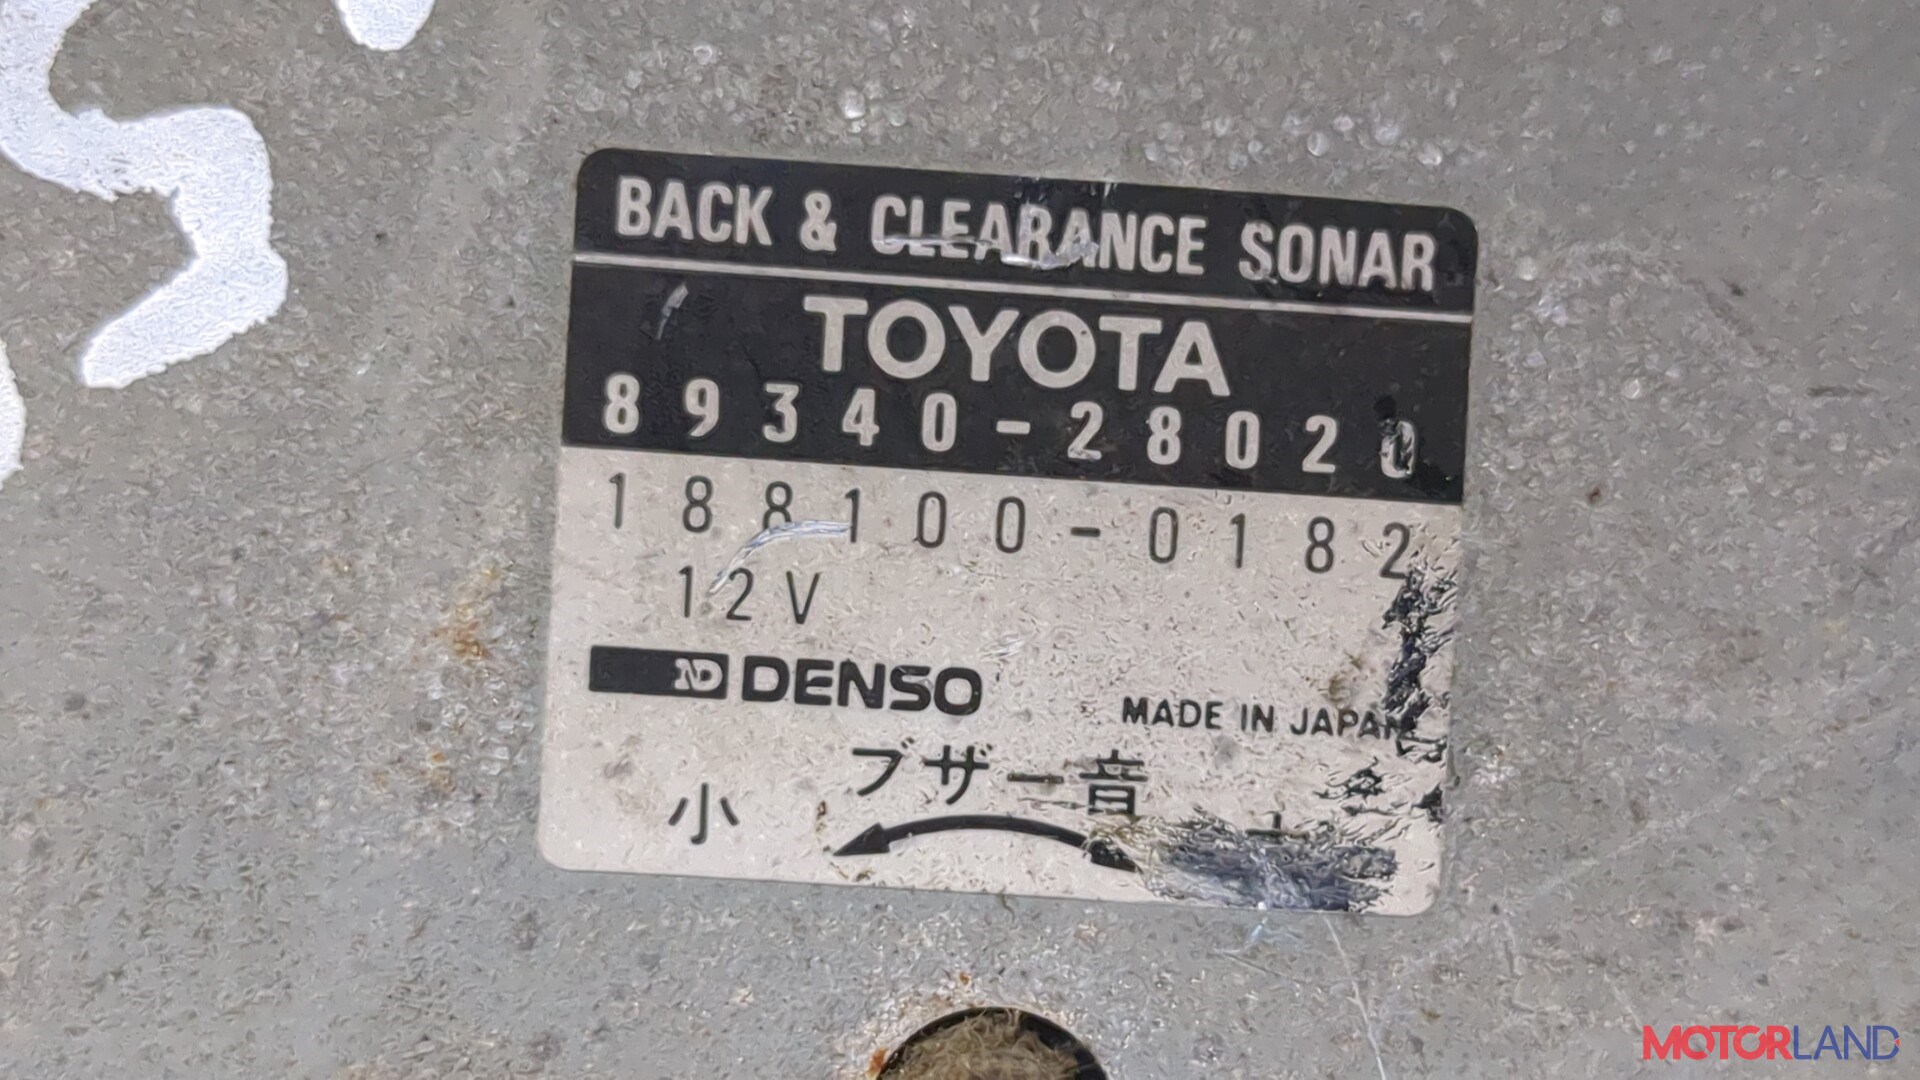 BACK & CLEARANCE SONAR
TOYOTA
89340-28020
188100-0182
12V
ND DENSO
MADE IN JAPAN
ブザー音
小
MOTORLAND